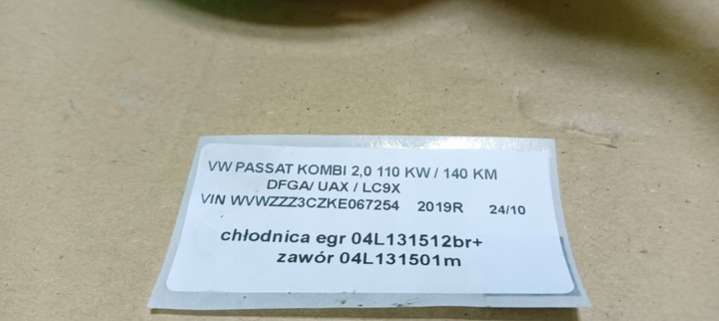 VW PASSAT KOMBI 2,0 110 KW / 140 KM
DFGA/ UAX / LC9X
VIN WVWZZZ3CZKE067254 2019R 24/10
chłodnica egr 04L131512br+
zawór 04L131501m